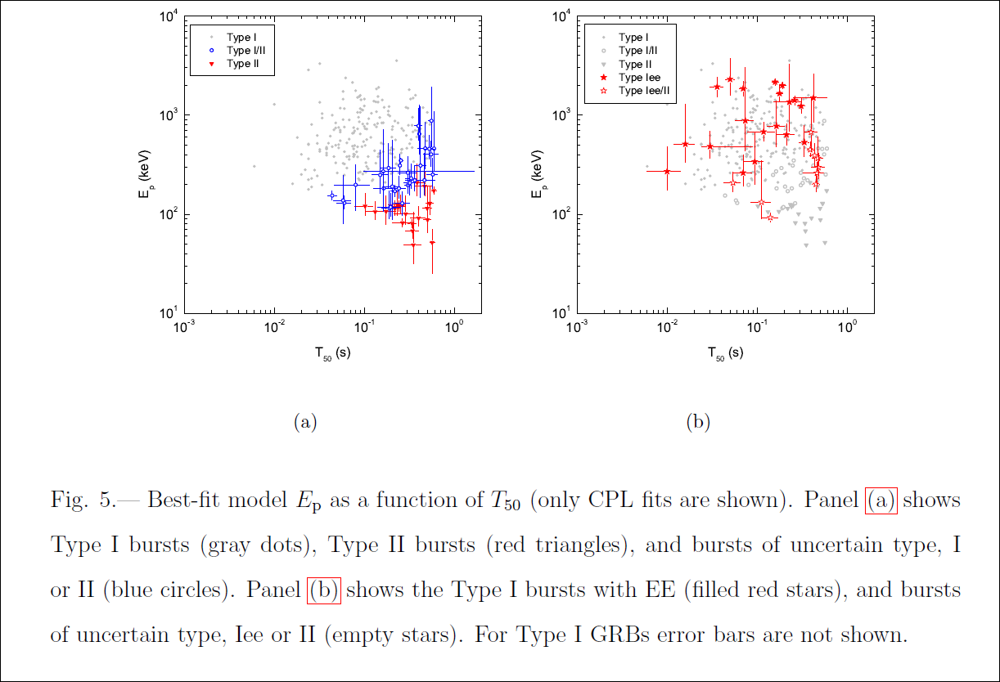 10⁴
10³
10²
10¹
E_p (keV)
Type I
Type I/II
Type II
10⁻³
10⁻²
10⁻¹
10⁰
T₅₀ (s)
(a)
10⁴
10³
10²
10¹
E_p (keV)
Type I
Type I/II
Type II
Type Iee
Type Iee/II
10⁻³
10⁻²
10⁻¹
10⁰
T₅₀ (s)
(b)
Fig. 5.— Best-fit model E_p as a function of T₅₀ (only CPL fits are shown). Panel (a) shows
Type I bursts (gray dots), Type II bursts (red triangles), and bursts of uncertain type, I
or II (blue circles). Panel (b) shows the Type I bursts with EE (filled red stars), and bursts
of uncertain type, Iee or II (empty stars). For Type I GRBs error bars are not shown.